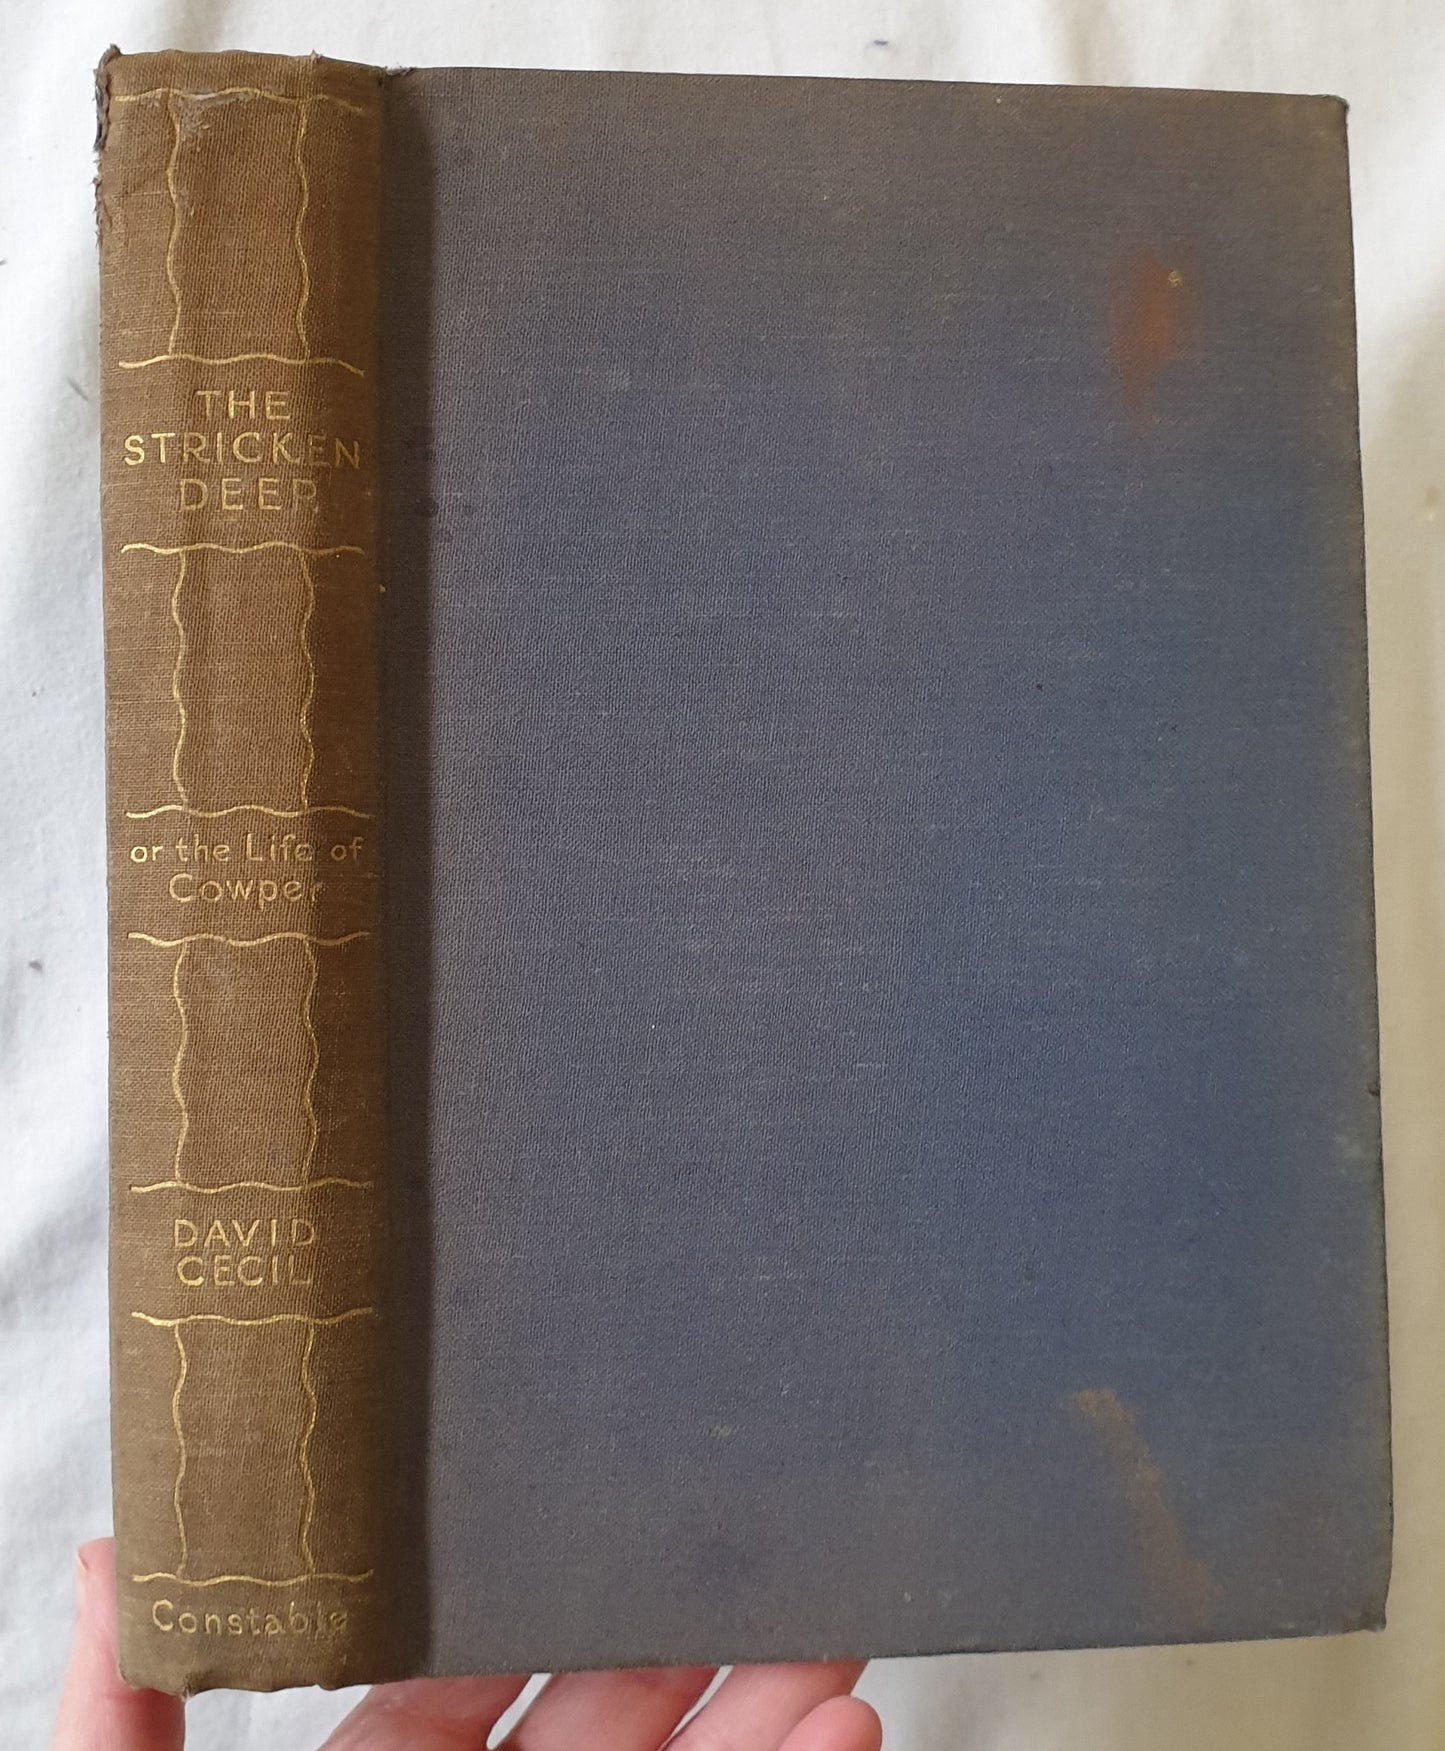 THE
STRICKEN
DEER
or the Life of
Cowper
DAVID
CECIL
Constable